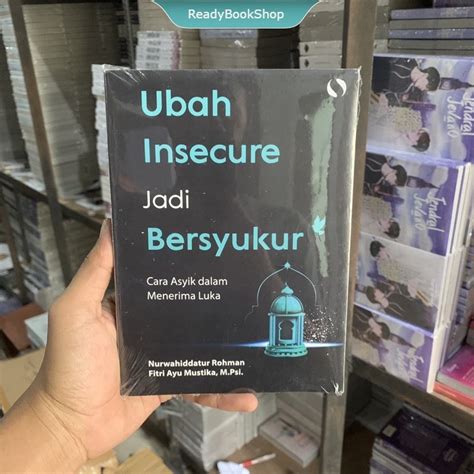 ReadyBookShop
Ubah
Insecure
Jadi
Bersyukur
Cara Asyik dalam
Menerima Luka
Nurwahiddatur Rohman
Fitri Ayu Mustika, M.Psi.